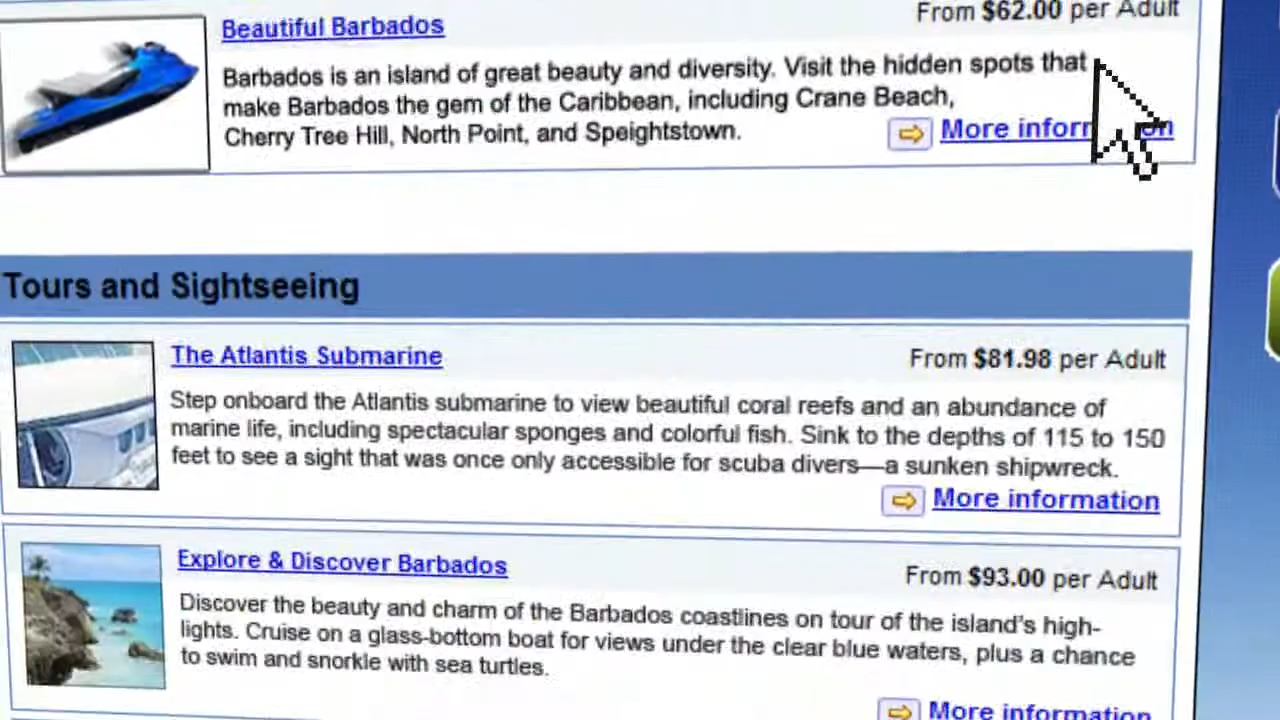 Beautiful Barbados
From $62.00 per Adult
Barbados is an island of great beauty and diversity. Visit the hidden spots that
make Barbados the gem of the Caribbean, including Crane Beach,
Cherry Tree Hill, North Point, and Speightstown.
More information
Tours and Sightseeing
The Atlantis Submarine
From $81.98 per Adult
Step onboard the Atlantis submarine to view beautiful coral reefs and an abundance of
marine life, including spectacular sponges and colorful fish. Sink to the depths of 115 to 150
feet to see a sight that was once only accessible for scuba divers—a sunken shipwreck.
More information
Explore & Discover Barbados
From $93.00 per Adult
Discover the beauty and charm of the Barbados coastlines on tour of the island's high-
lights. Cruise on a glass-bottom boat for views under the clear blue waters, plus a chance
to swim and snorkle with sea turtles.
More information